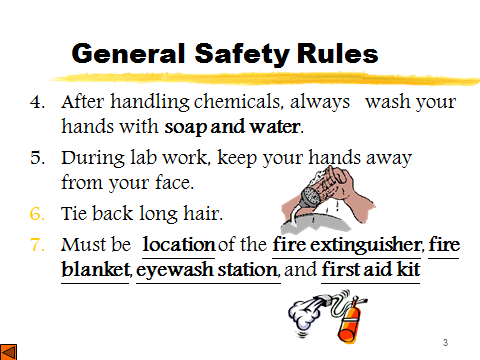 General Safety Rules
4. After handling chemicals, always wash your
hands with soap and water.
5. During lab work, keep your hands away
from your face.
6. Tie back long hair.
7. Must be location of the fire extinguisher, fire
blanket, eyewash station, and first aid kit
3